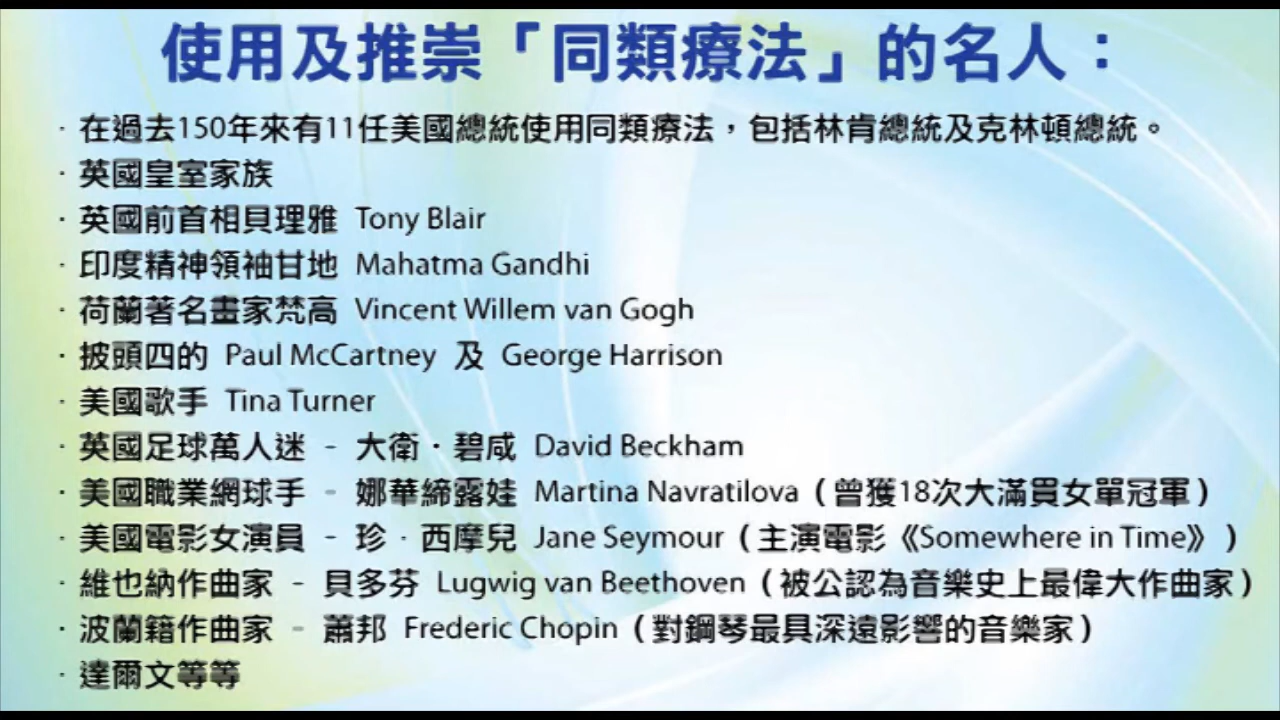 使用及推崇「同類療法」的名人：
· 在過去150年來有11任美國總統使用同類療法，包括林肯總統及克林頓總統。
· 英國皇室家族
· 英國前首相貝理雅 Tony Blair
· 印度精神領袖甘地 Mahatma Gandhi
· 荷蘭著名畫家梵高 Vincent Willem van Gogh
· 披頭四的 Paul McCartney 及 George Harrison
· 美國歌手 Tina Turner
· 英國足球萬人迷 - 大衛・碧咸 David Beckham
· 美國職業網球手 - 娜華締露娃 Martina Navratilova（曾獲18次大滿貫女單冠軍）
· 美國電影女演員 - 珍・西摩兒 Jane Seymour（主演電影《Somewhere in Time》）
· 維也納作曲家 - 貝多芬 Lugwig van Beethoven（被公認為音樂史上最偉大作曲家）
· 波蘭籍作曲家 - 蕭邦 Frederic Chopin（對鋼琴最具深遠影響的音樂家）
· 達爾文等等